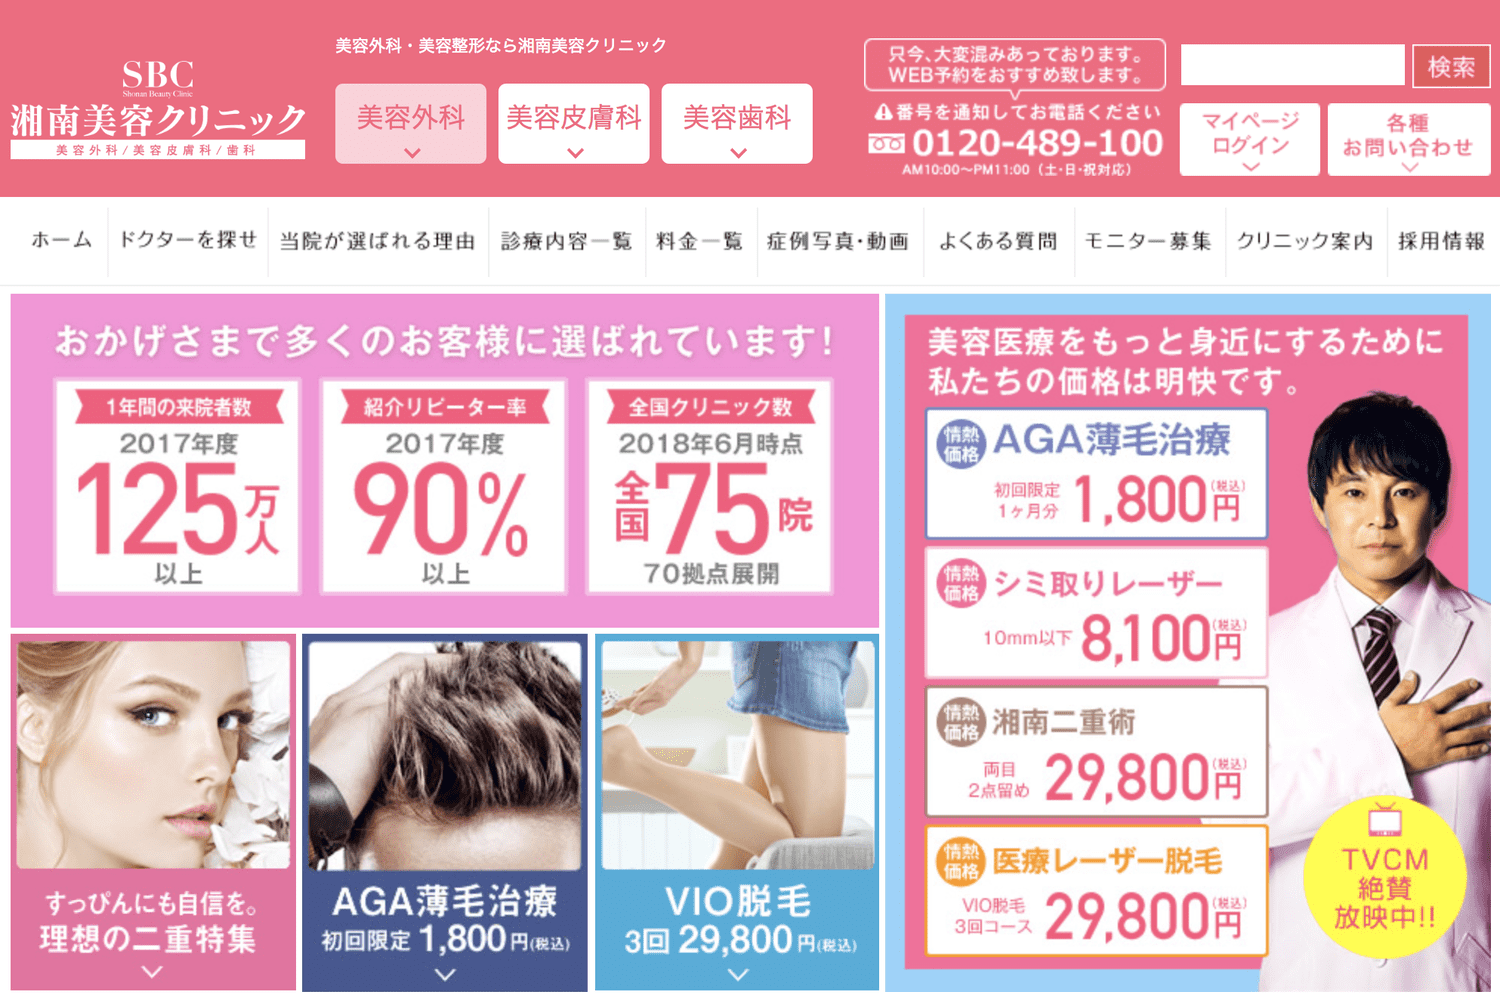 美容外科・美容整形なら湘南美容クリニック
SBC
Shonan Beauty Clinic
湘南美容クリニック
美容外科/美容皮膚科/歯科
美容外科
美容皮膚科
美容歯科
只今、大変混みあっております。
WEB予約をおすすめ致します。
番号を通知してお電話ください
0120-489-100
AM10:00〜PM11:00（土・日・祝対応）
検索
マイページ
ログイン
各種
お問い合わせ
ホーム
ドクターを探せ
当院が選ばれる理由
診療内容一覧
料金一覧
症例写真・動画
よくある質問
モニター募集
クリニック案内
採用情報
おかげさまで多くのお客様に選ばれています!
1年間の来院者数
2017年度
125万人
以上
紹介リピーター率
2017年度
90%
以上
全国クリニック数
2018年6月時点
全国75院
70拠点展開
すっぴんにも自信を。
理想の二重特集
AGA薄毛治療
初回限定 1,800円(税込)
VIO脱毛
3回 29,800円(税込)
美容医療をもっと身近にするために
私たちの価格は明快です。
情熱価格 AGA薄毛治療
初回限定
1ヶ月分 1,800円(税込)
情熱価格 シミ取りレーザー
10mm以下 8,100円(税込)
情熱価格 湘南二重術
両目
2点留め 29,800円(税込)
情熱価格 医療レーザー脱毛
VIO脱毛
3回コース 29,800円(税込)
TVCM
絶賛
放映中!!